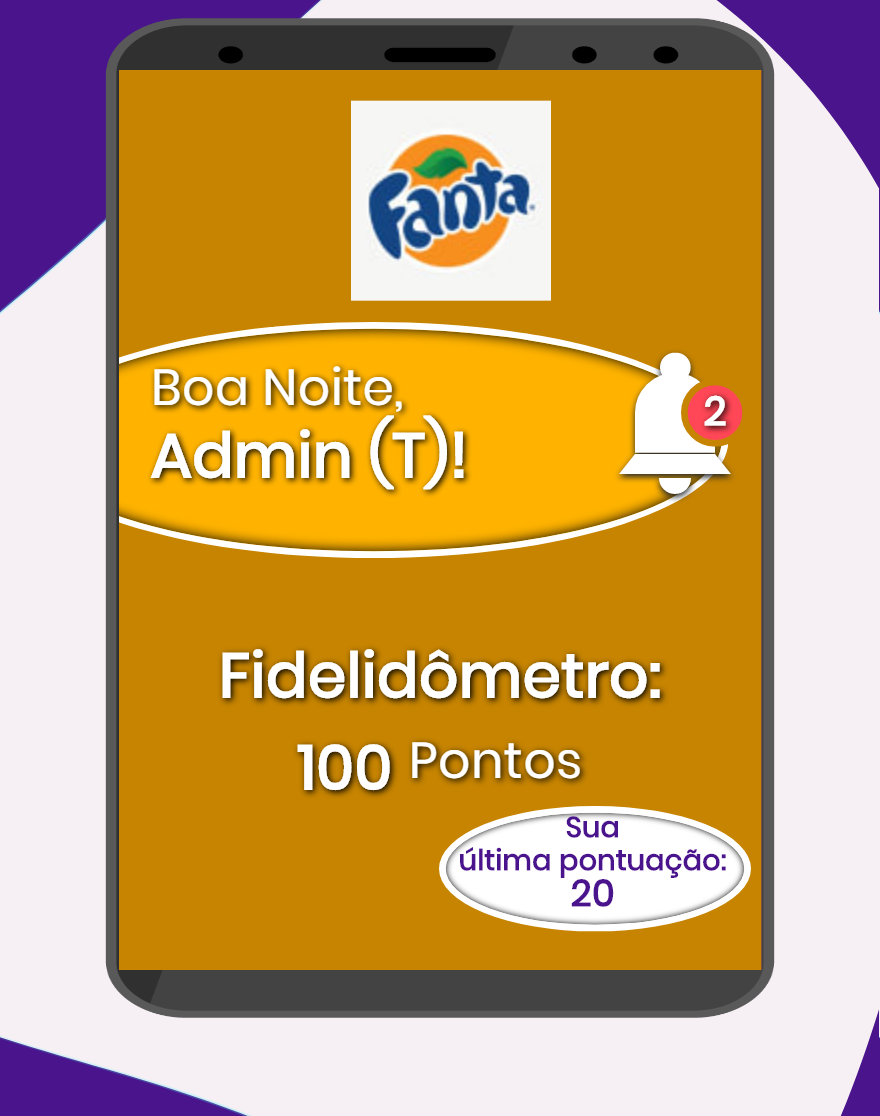 Fanta
Boa Noite,
Admin (T)!
2
Fidelidômetro:
100 Pontos
Sua
última pontuação:
20